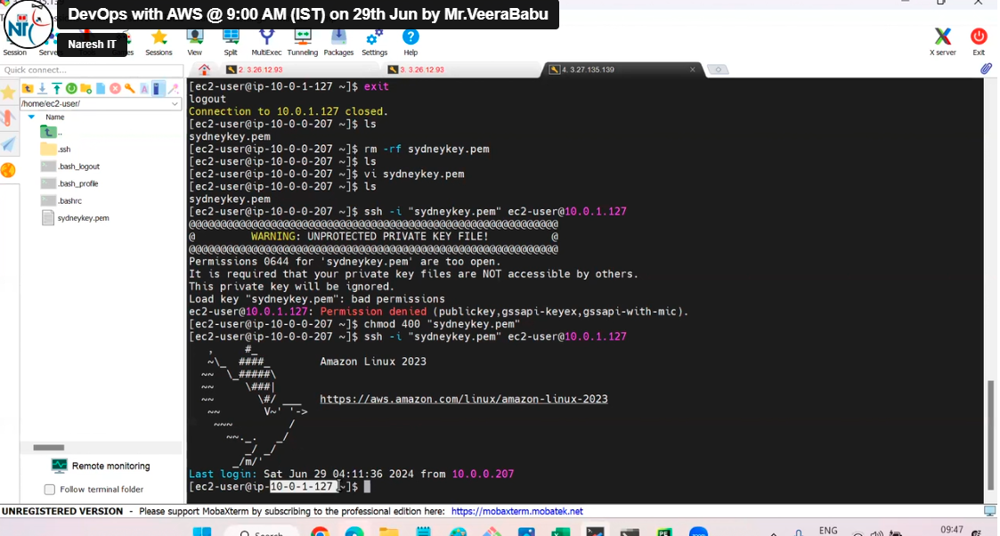 DevOps with AWS @ 9:00 AM (IST) on 29th Jun by Mr.VeeraBabu
NiT
Naresh IT
Session Servers Sessions View Split MultiExec Tunneling Packages Settings Help X server Exit
Quick connect...
2. 3.26.12.93
3. 3.26.12.93
4. 3.27.135.139
/home/ec2-user/
Name
..
.ssh
.bash_logout
.bash_profile
.bashrc
sydneykey.pem
Remote monitoring
Follow terminal folder
[ec2-user@ip-10-0-1-127 ~]$ exit
logout
Connection to 10.0.1.127 closed.
[ec2-user@ip-10-0-0-207 ~]$ ls
sydneykey.pem
[ec2-user@ip-10-0-0-207 ~]$ rm -rf sydneykey.pem
[ec2-user@ip-10-0-0-207 ~]$ ls
[ec2-user@ip-10-0-0-207 ~]$ vi sydneykey.pem
[ec2-user@ip-10-0-0-207 ~]$ ls
sydneykey.pem
[ec2-user@ip-10-0-0-207 ~]$ ssh -i "sydneykey.pem" ec2-user@10.0.1.127
@@@@@@@@@@@@@@@@@@@@@@@@@@@@@@@@@@@@@@@@@@@@@@@@@@@@@@@@@@@
@         WARNING: UNPROTECTED PRIVATE KEY FILE!          @
@@@@@@@@@@@@@@@@@@@@@@@@@@@@@@@@@@@@@@@@@@@@@@@@@@@@@@@@@@@
Permissions 0644 for 'sydneykey.pem' are too open.
It is required that your private key files are NOT accessible by others.
This private key will be ignored.
Load key "sydneykey.pem": bad permissions
ec2-user@10.0.1.127: Permission denied (publickey,gssapi-keyex,gssapi-with-mic).
[ec2-user@ip-10-0-0-207 ~]$ chmod 400 "sydneykey.pem"
[ec2-user@ip-10-0-0-207 ~]$ ssh -i "sydneykey.pem" ec2-user@10.0.1.127
   ,     #_
   ~\_  ####_        Amazon Linux 2023
  ~~  \_#####\
  ~~     \###|
  ~~       \#/ ___   https://aws.amazon.com/linux/amazon-linux-2023
   ~~       V~' '->
    ~~~         /
      ~~._.   _/
         _/ _/
       _/m/'
Last login: Sat Jun 29 04:11:36 2024 from 10.0.0.207
[ec2-user@ip-10-0-1-127 ~]$
UNREGISTERED VERSION - Please support MobaXterm by subscribing to the professional edition here: https://mobaxterm.mobatek.net
Search
ENG
09:47